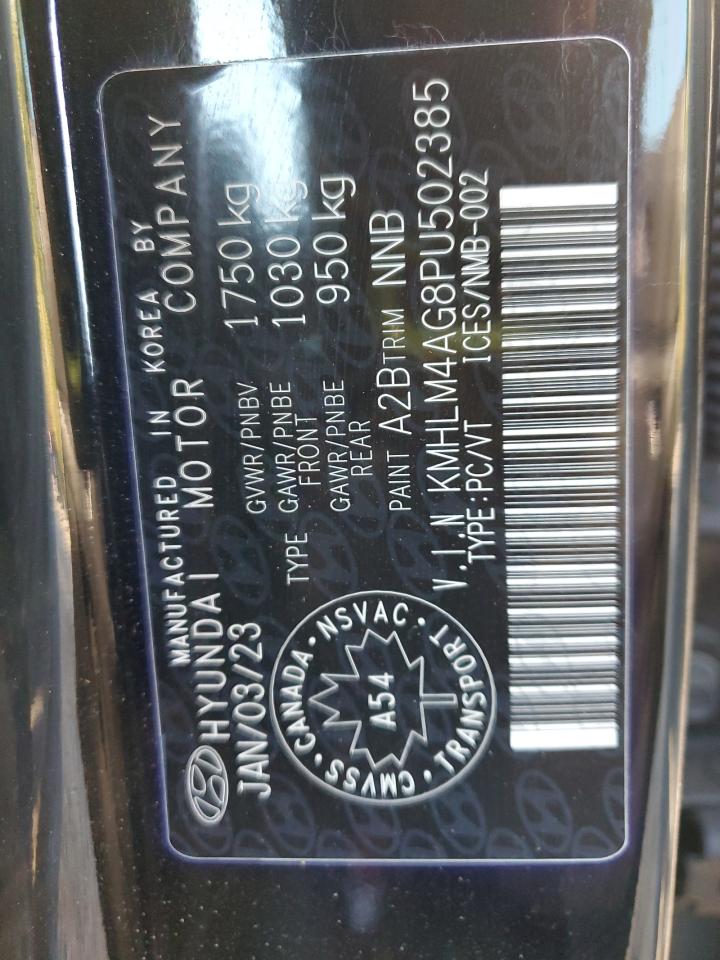 MANUFACTURED IN KOREA BY
HYUNDAI MOTOR COMPANY
JAN/03/23
GVWR/PNBV 1750 kg
TYPE GAWR/PNBE FRONT 1030 kg
GAWR/PNBE REAR 950 kg
CMVSS · CANADA · NSVAC · TRANSPORT
A54
PAINT A2B TRIM NNB
V.I.N KMHLM4AG8PU502385
TYPE:PC/VT ICES/NMB-002